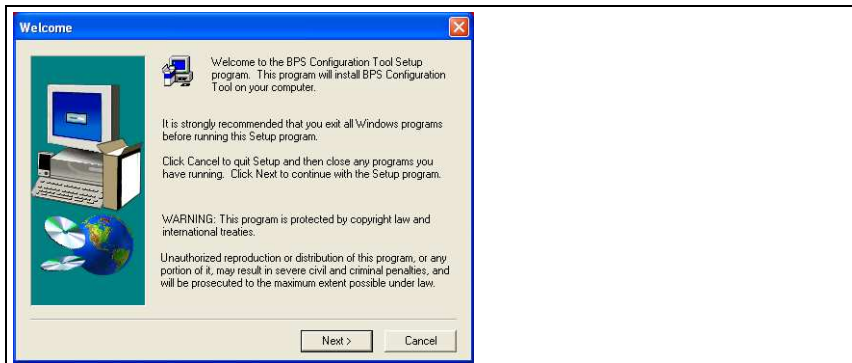 Welcome
Welcome to the BPS Configuration Tool Setup
program. This program will install BPS Configuration
Tool on your computer.
It is strongly recommended that you exit all Windows programs
before running this Setup program.
Click Cancel to quit Setup and then close any programs you
have running. Click Next to continue with the Setup program.
WARNING: This program is protected by copyright law and
international treaties.
Unauthorized reproduction or distribution of this program, or any
portion of it, may result in severe civil and criminal penalties, and
will be prosecuted to the maximum extent possible under law.
Next > Cancel